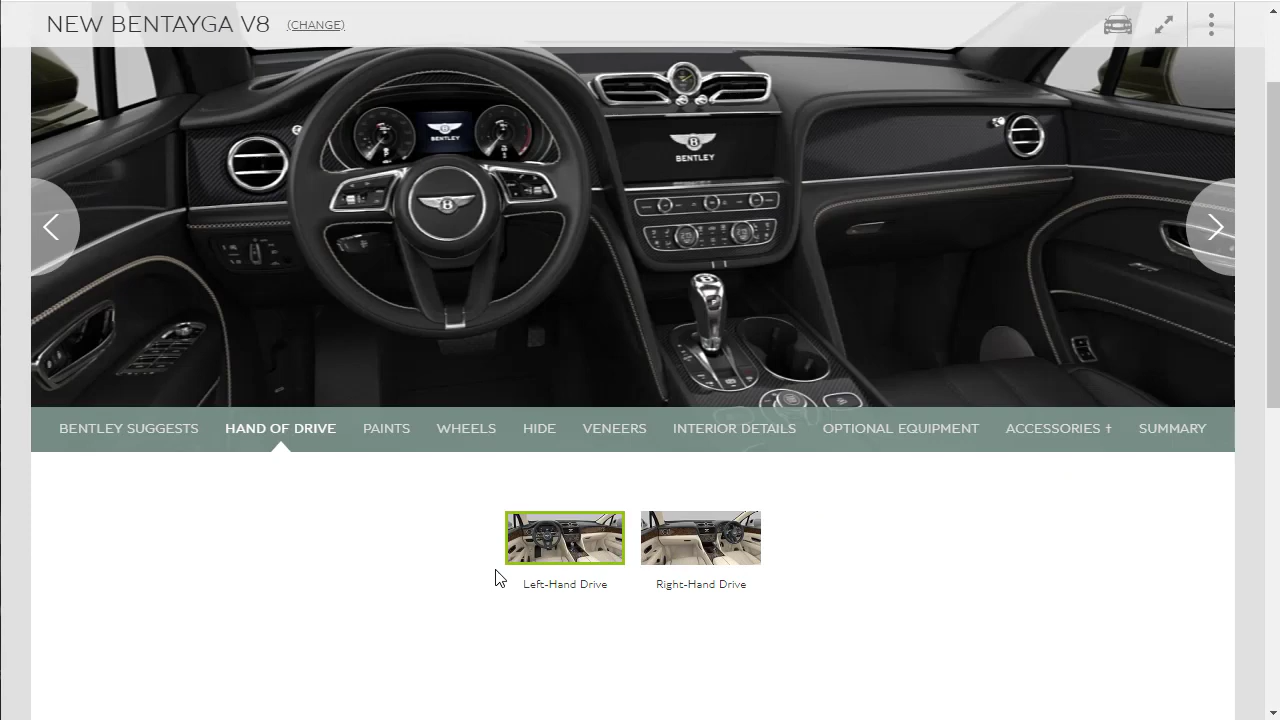 NEW BENTAYGA V8 (CHANGE)
BENTLEY
BENTLEY
BENTLEY SUGGESTS HAND OF DRIVE PAINTS WHEELS HIDE VENEERS INTERIOR DETAILS OPTIONAL EQUIPMENT ACCESSORIES † SUMMARY
Left-Hand Drive Right-Hand Drive